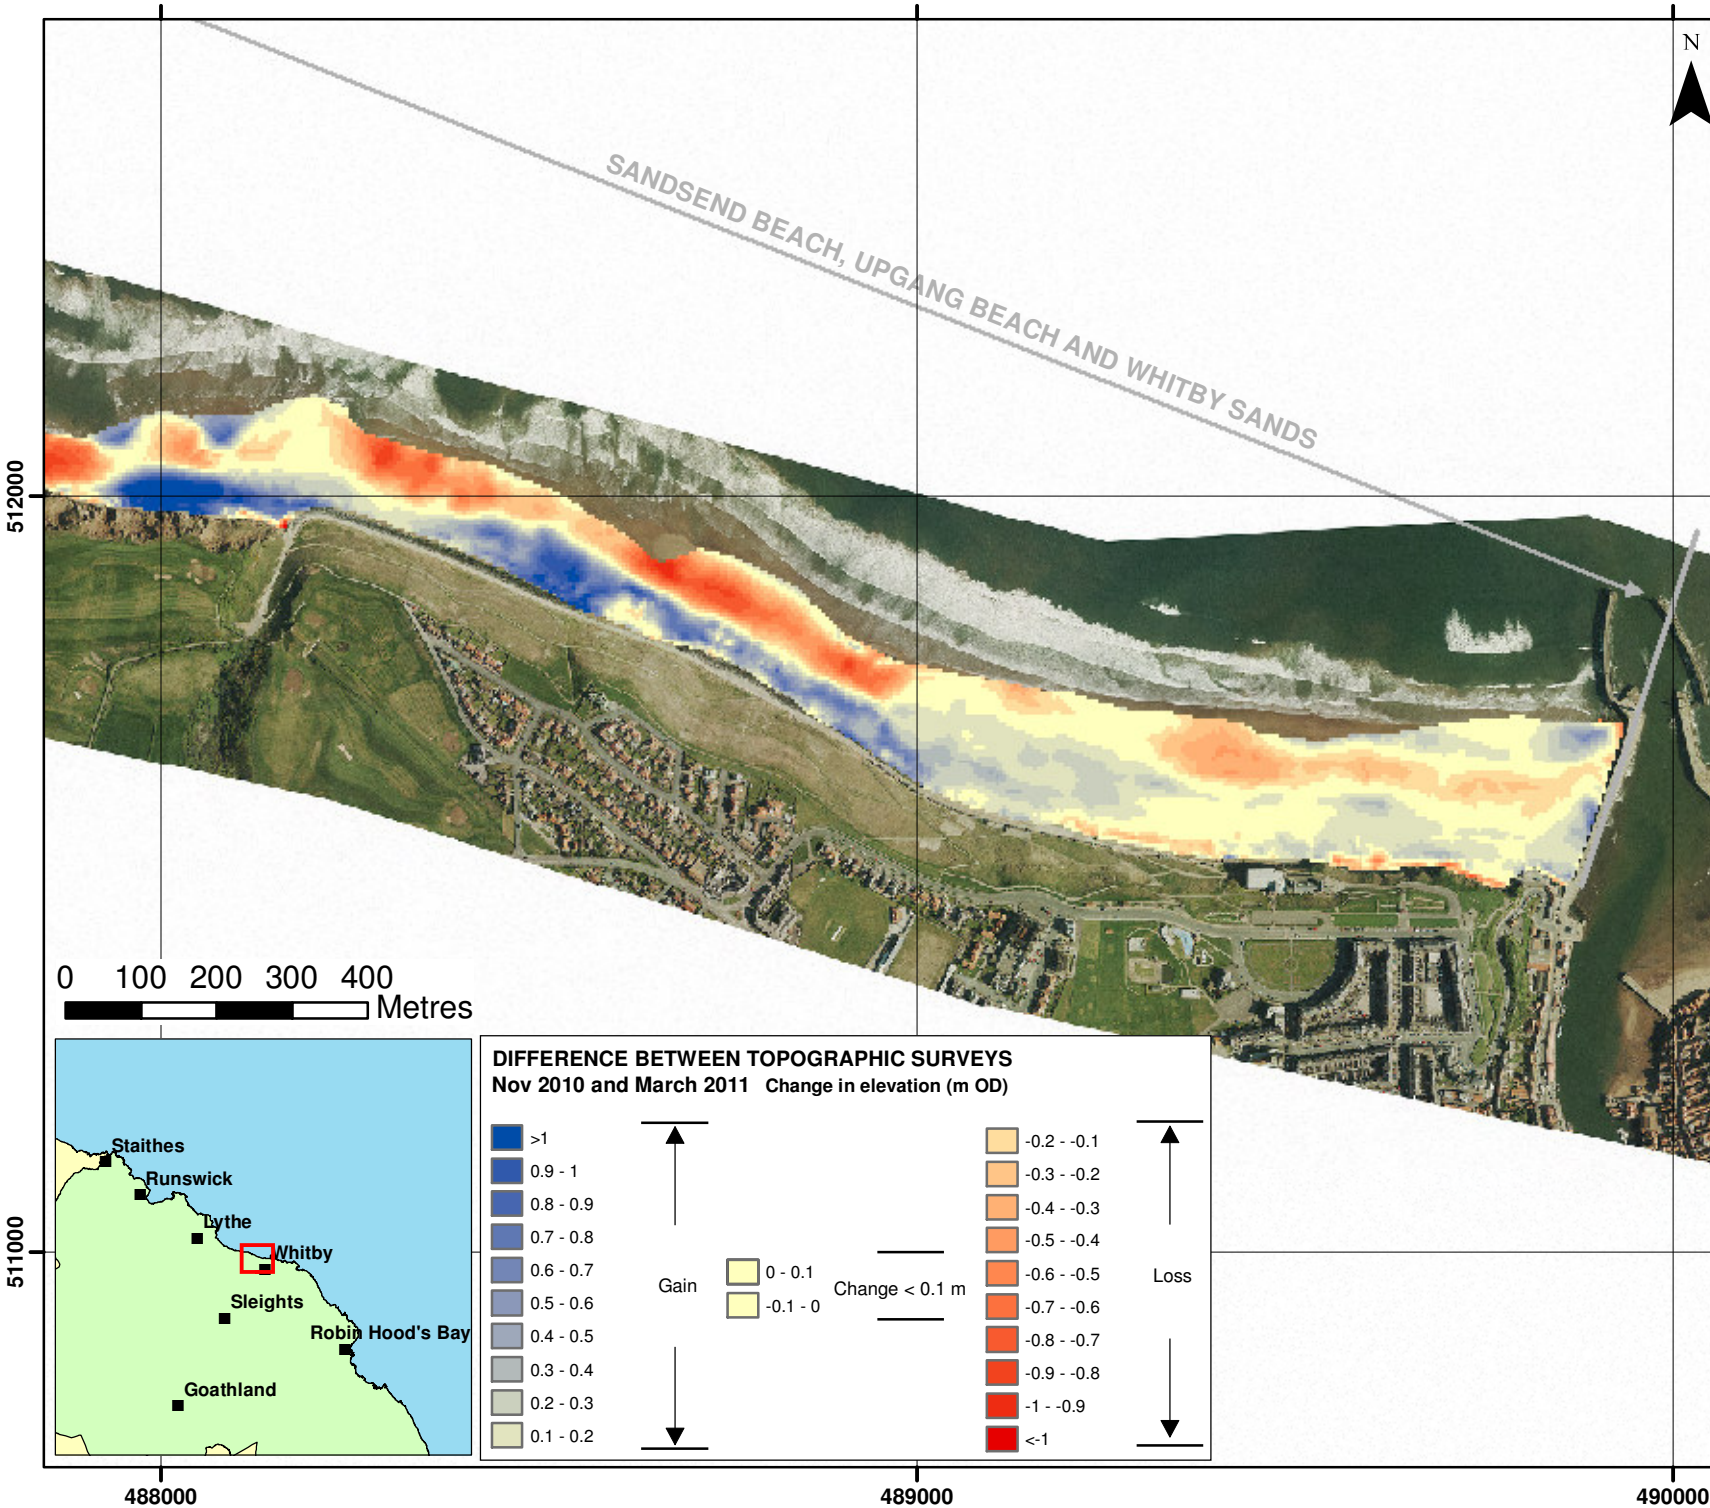 N
SANDSEND BEACH, UPGANG BEACH AND WHITBY SANDS
512000
511000
0 100 200 300 400
Metres
Staithes
Runswick
Lythe
Whitby
Sleights
Robin Hood's Bay
Goathland
DIFFERENCE BETWEEN TOPOGRAPHIC SURVEYS
Nov 2010 and March 2011 Change in elevation (m OD)
>1
0.9 - 1
0.8 - 0.9
0.7 - 0.8
0.6 - 0.7
0.5 - 0.6
0.4 - 0.5
0.3 - 0.4
0.2 - 0.3
0.1 - 0.2
Gain
0 - 0.1
-0.1 - 0
Change < 0.1 m
-0.2 - -0.1
-0.3 - -0.2
-0.4 - -0.3
-0.5 - -0.4
-0.6 - -0.5
-0.7 - -0.6
-0.8 - -0.7
-0.9 - -0.8
-1 - -0.9
<-1
Loss
488000
489000
490000